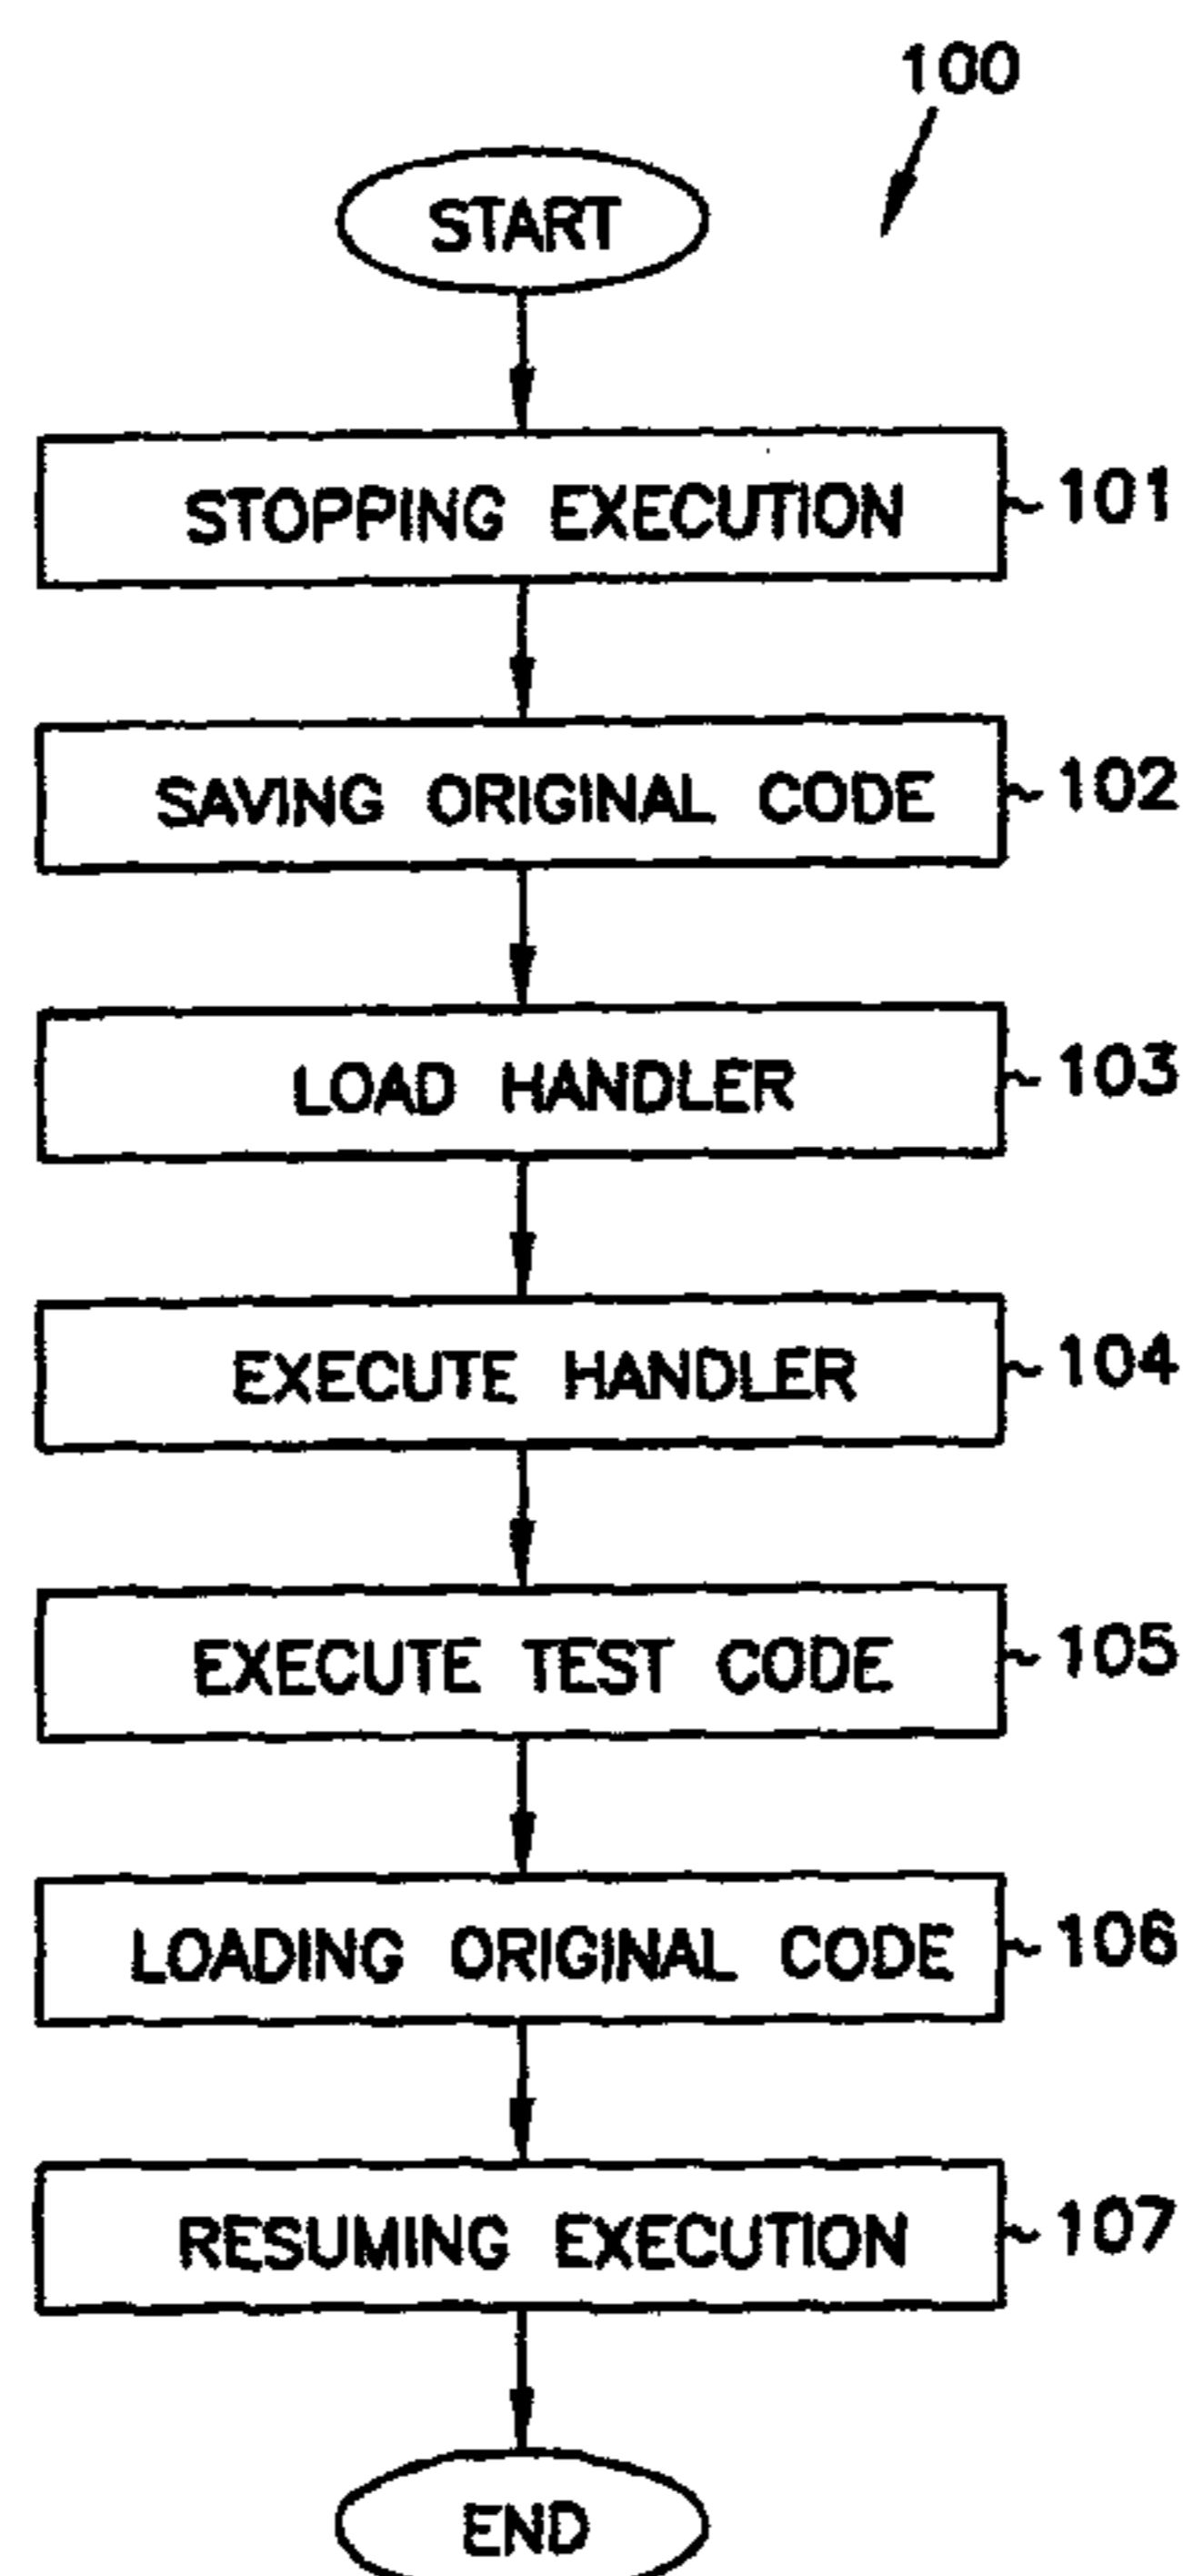 100
START
STOPPING EXECUTION 101
SAVING ORIGINAL CODE 102
LOAD HANDLER 103
EXECUTE HANDLER 104
EXECUTE TEST CODE 105
LOADING ORIGINAL CODE 106
RESUMING EXECUTION 107
END